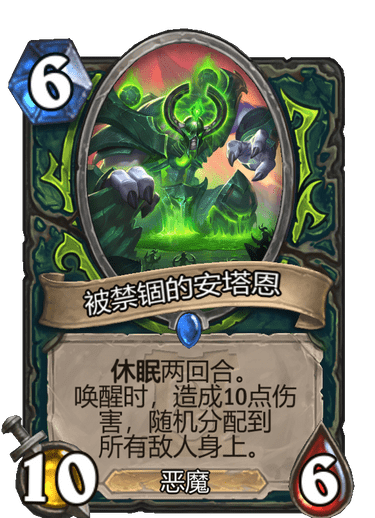 6
被禁锢的安塔恩
休眠两回合。
唤醒时，造成10点伤
害，随机分配到
所有敌人身上。
10
恶魔
6